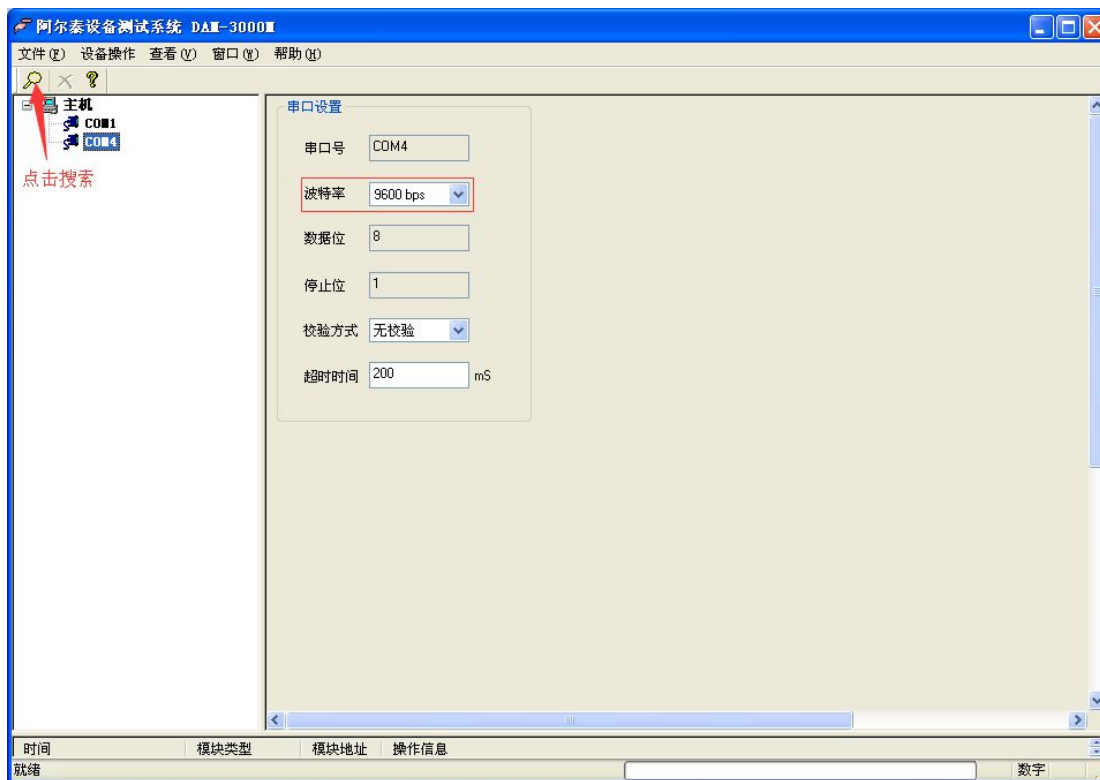 阿尔泰设备测试系统 DAM-3000M
文件(F) 设备操作 查看(V) 窗口(W) 帮助(H)
主机
COM1
COM4
点击搜索
串口设置
串口号 COM4
波特率 9600 bps
数据位 8
停止位 1
校验方式 无校验
超时时间 200 mS
时间 模块类型 模块地址 操作信息
就绪 数字